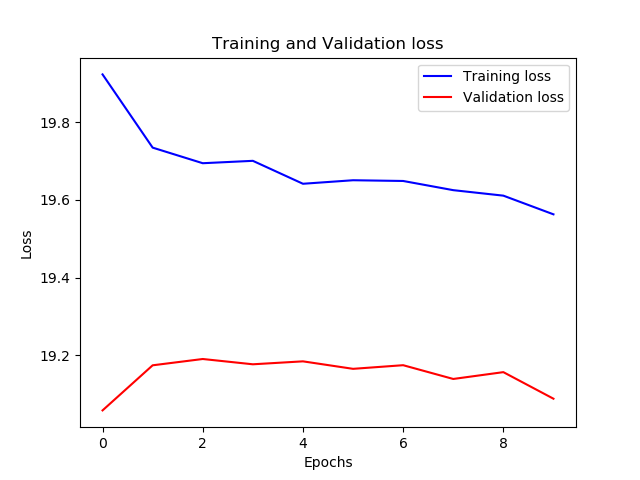 Training and Validation loss
Training loss
Validation loss
19.8
19.6
19.4
19.2
Loss
0 2 4 6 8
Epochs